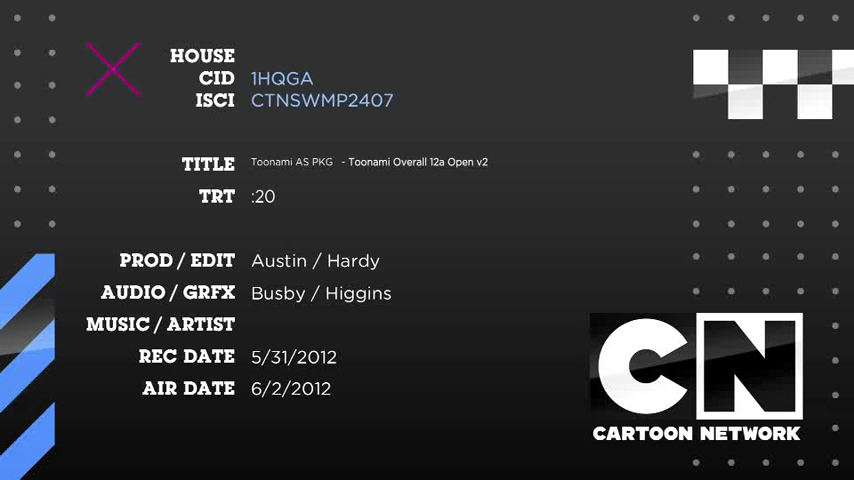 HOUSE
CID 1HQGA
ISCI CTNSWMP2407
TITLE Toonami AS PKG - Toonami Overall 12a Open v2
TRT :20
PROD / EDIT Austin / Hardy
AUDIO / GRFX Busby / Higgins
MUSIC / ARTIST
REC DATE 5/31/2012
AIR DATE 6/2/2012
CN
CARTOON NETWORK